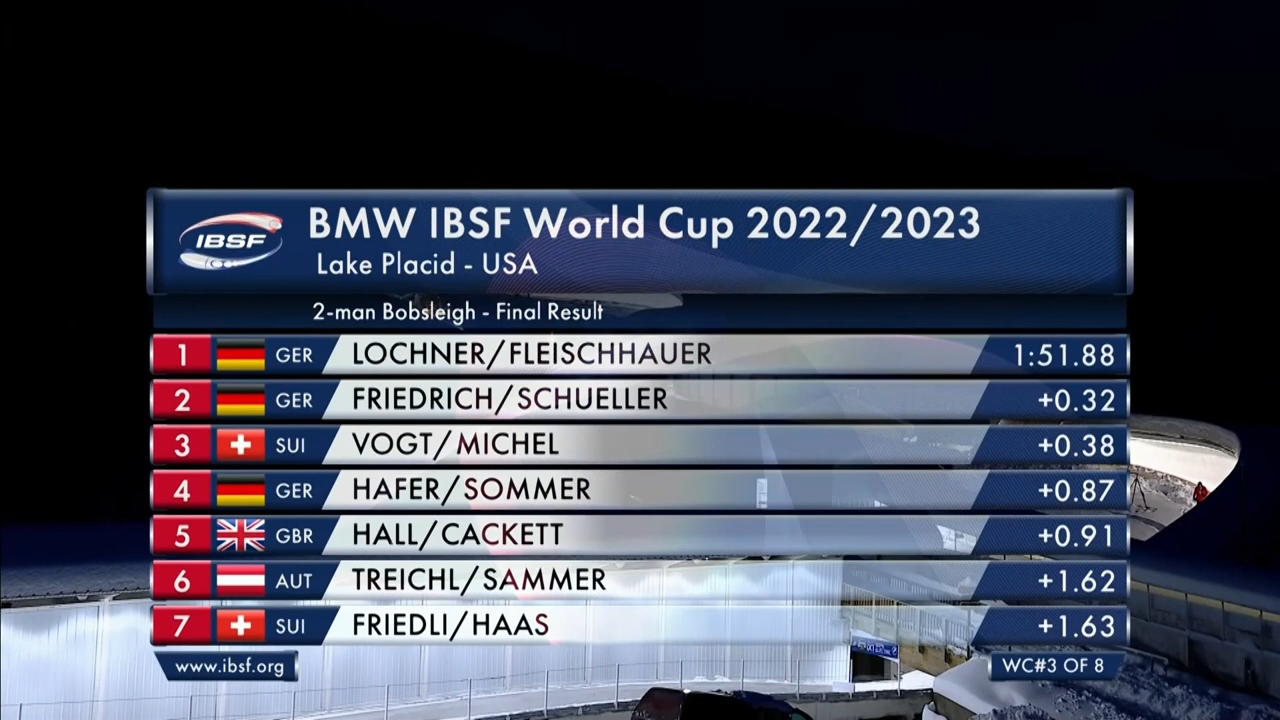 IBSF
BMW IBSF World Cup 2022/2023
Lake Placid - USA
2-man Bobsleigh - Final Result
1 GER LOCHNER/FLEISCHHAUER 1:51.88
2 GER FRIEDRICH/SCHUELLER +0.32
3 SUI VOGT/MICHEL +0.38
4 GER HAFER/SOMMER +0.87
5 GBR HALL/CACKETT +0.91
6 AUT TREICHL/SAMMER +1.62
7 SUI FRIEDLI/HAAS +1.63
www.ibsf.org WC#3 OF 8